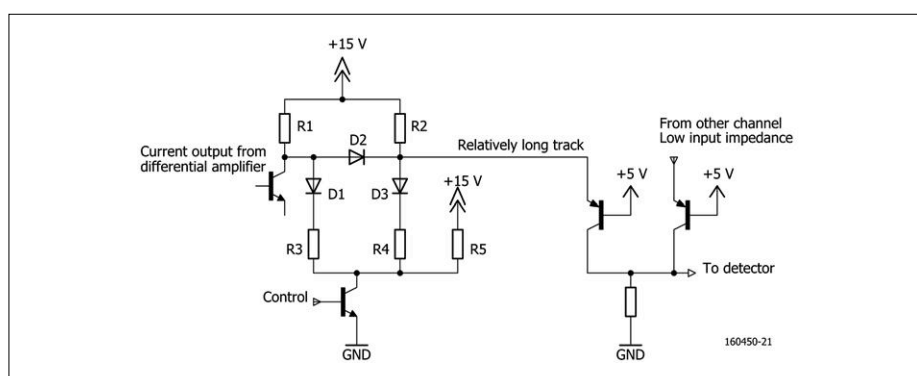 +15 V
R1
R2
D2
Current output from
differential amplifier
Relatively long track
From other channel
Low input impedance
D1
D3
+15 V
+5 V
+5 V
R3
R4
R5
To detector
Control
GND
GND
160450-21